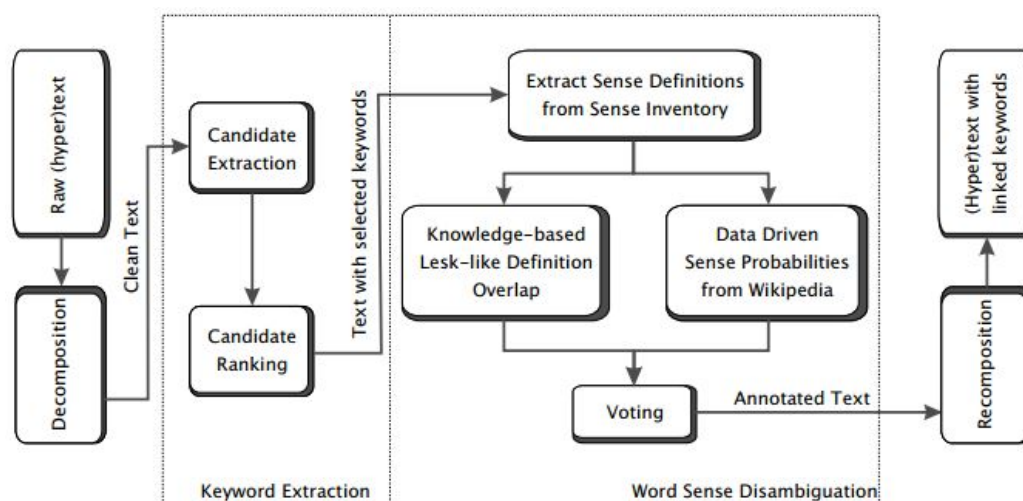 Raw (hyper)text
Decomposition
Clean Text
Candidate
Extraction
Candidate
Ranking
Keyword Extraction
Text with selected keywords
Extract Sense Definitions
from Sense Inventory
Knowledge-based
Lesk-like Definition
Overlap
Data Driven
Sense Probabilities
from Wikipedia
Voting
Word Sense Disambiguation
Annotated Text
Recomposition
(Hyper)text with
linked keywords